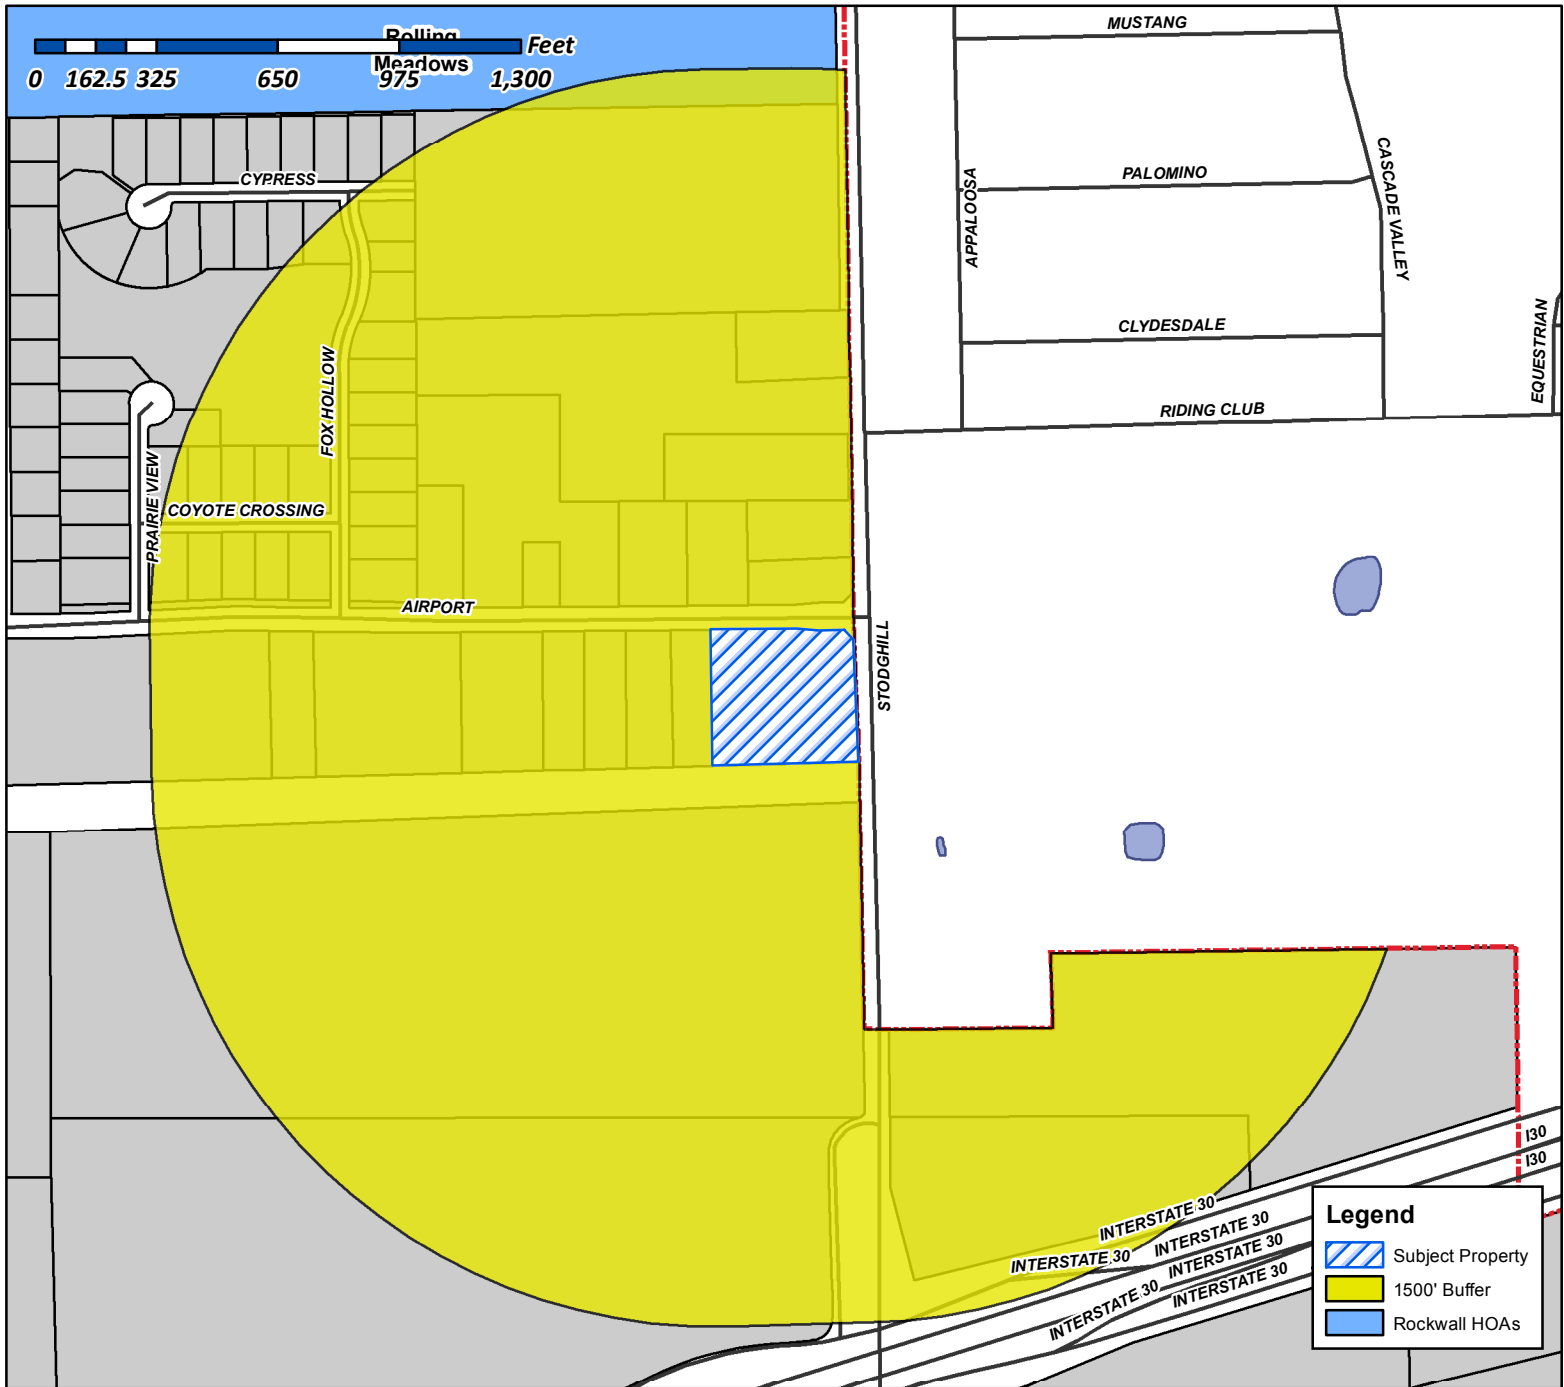 Rolling
Meadows
Feet
0 162.5 325 650 975 1,300
MUSTANG
CYPRESS
PALOMINO
APPALOOSA
CASCADE VALLEY
CLYDESDALE
EQUESTRIAN
RIDING CLUB
FOX HOLLOW
PRAIRIE VIEW
COYOTE CROSSING
AIRPORT
STODGHILL
I30
I30
INTERSTATE 30
INTERSTATE 30
INTERSTATE 30
INTERSTATE 30
INTERSTATE 30
INTERSTATE 30
Legend
Subject Property
1500' Buffer
Rockwall HOAs